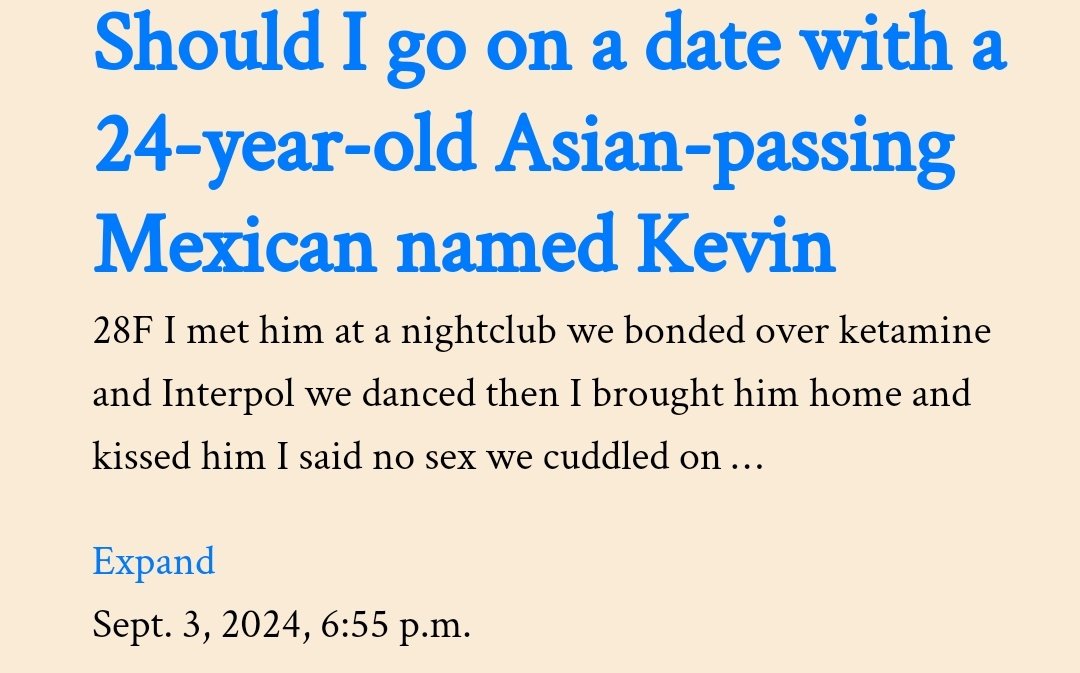 Should I go on a date with a
24-year-old Asian-passing
Mexican named Kevin
28F I met him at a nightclub we bonded over ketamine
and Interpol we danced then I brought him home and
kissed him I said no sex we cuddled on …
Expand
Sept. 3, 2024, 6:55 p.m.